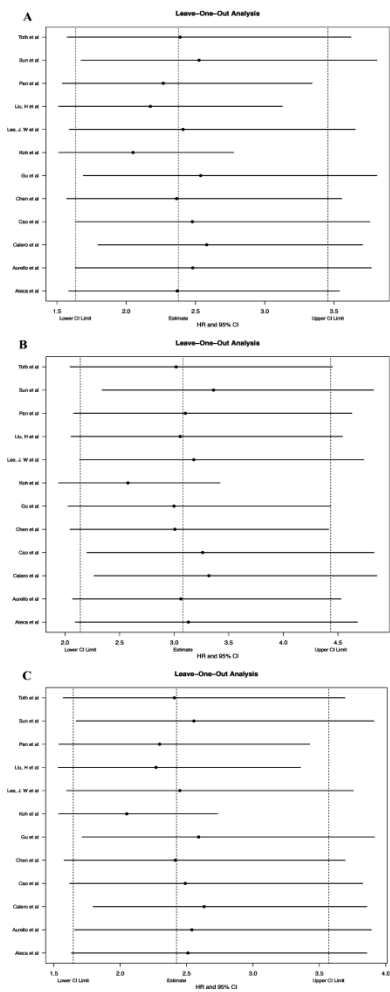 A
Leave-One-Out Analysis
Toth et al
Sun et al
Pan et al
Liu, H et al
Lee, J. W et al
Koh et al
Gu et al
Chen et al
Cao et al
Calero et al
Aurello et al
Ateca et al
1.5 2.0 2.5 3.0 3.5
Lower CI Limit Estimate Upper CI Limit
HR and 95% CI
B
Leave-One-Out Analysis
Toth et al
Sun et al
Pan et al
Liu, H et al
Lee, J. W et al
Koh et al
Gu et al
Chen et al
Cao et al
Calero et al
Aurello et al
Ateca et al
2.0 2.5 3.0 3.5 4.0 4.5
Lower CI Limit Estimate Upper CI Limit
HR and 95% CI
C
Leave-One-Out Analysis
Toth et al
Sun et al
Pan et al
Liu, H et al
Lee, J. W et al
Koh et al
Gu et al
Chen et al
Cao et al
Calero et al
Aurello et al
Ateca et al
1.5 2.0 2.5 3.0 3.5 4.0
Lower CI Limit Estimate Upper CI Limit
HR and 95% CI